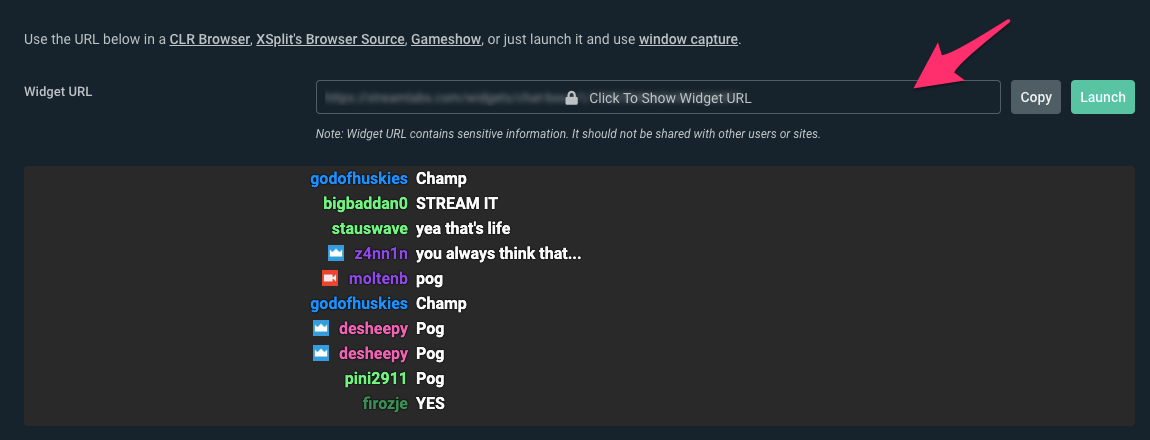 Use the URL below in a CLR Browser, XSplit's Browser Source, Gameshow, or just launch it and use window capture.
Widget URL Click To Show Widget URL Copy Launch
Note: Widget URL contains sensitive information. It should not be shared with other users or sites.
godofhuskies Champ
bigbaddan0 STREAM IT
stauswave yea that's life
z4nn1n you always think that...
moltenb pog
godofhuskies Champ
desheepy Pog
desheepy Pog
pini2911 Pog
firozje YES